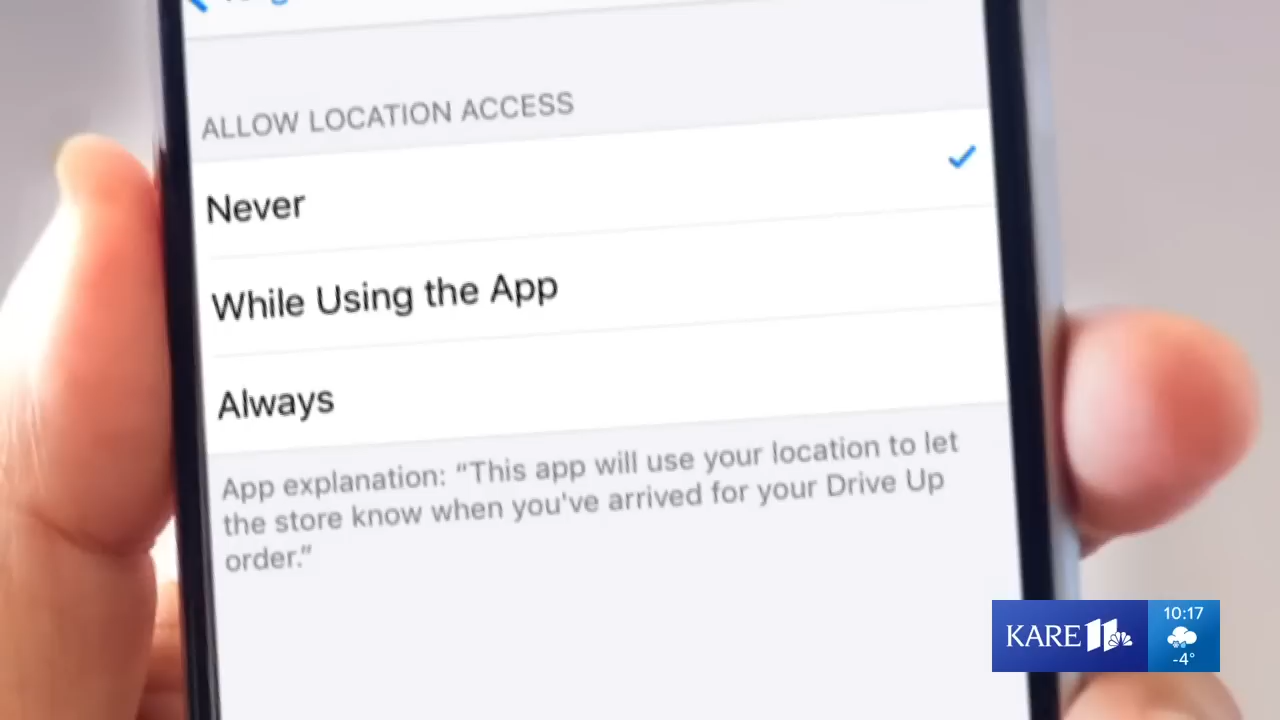 ALLOW LOCATION ACCESS
Never
While Using the App
Always
App explanation: “This app will use your location to let
the store know when you've arrived for your Drive Up
order.”
KARE 11
10:17
-4°